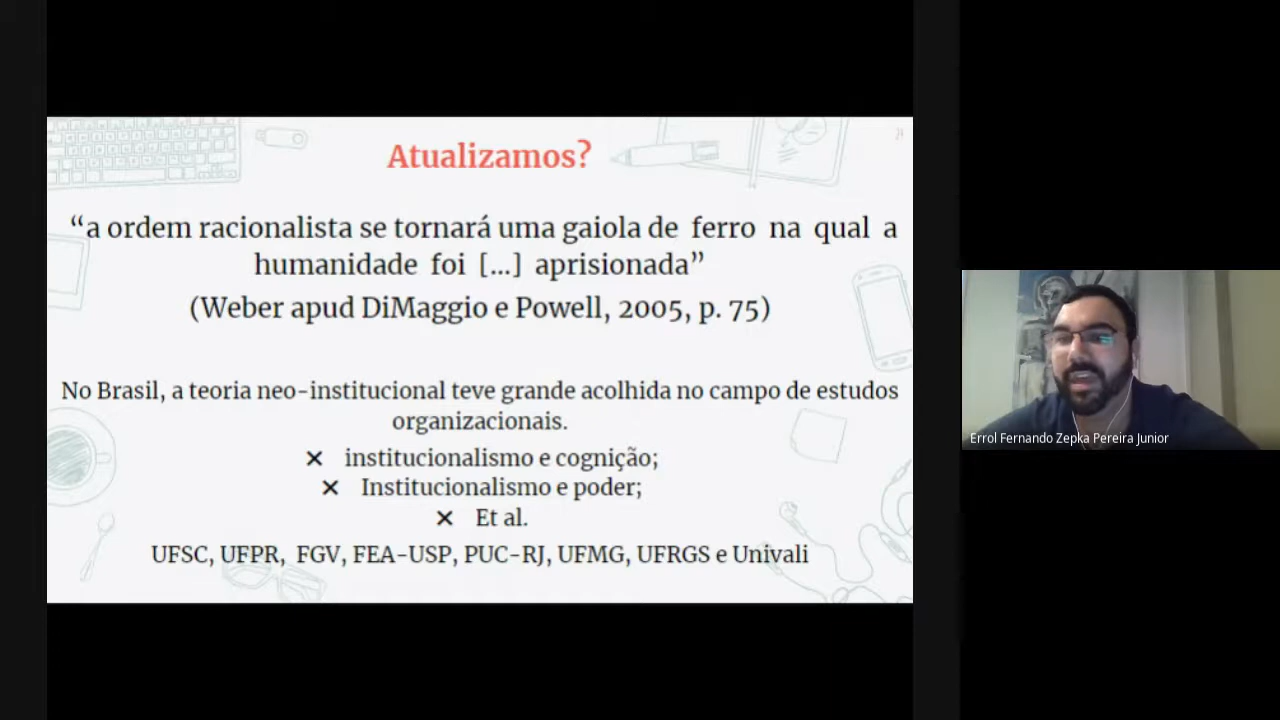 Atualizamos?
“a ordem racionalista se tornará uma gaiola de ferro na qual a
humanidade foi [...] aprisionada”
(Weber apud DiMaggio e Powell, 2005, p. 75)
No Brasil, a teoria neo-institucional teve grande acolhida no campo de estudos
organizacionais.
× institucionalismo e cognição;
× Institucionalismo e poder;
× Et al.
UFSC, UFPR, FGV, FEA-USP, PUC-RJ, UFMG, UFRGS e Univali
Errol Fernando Zepka Pereira Junior